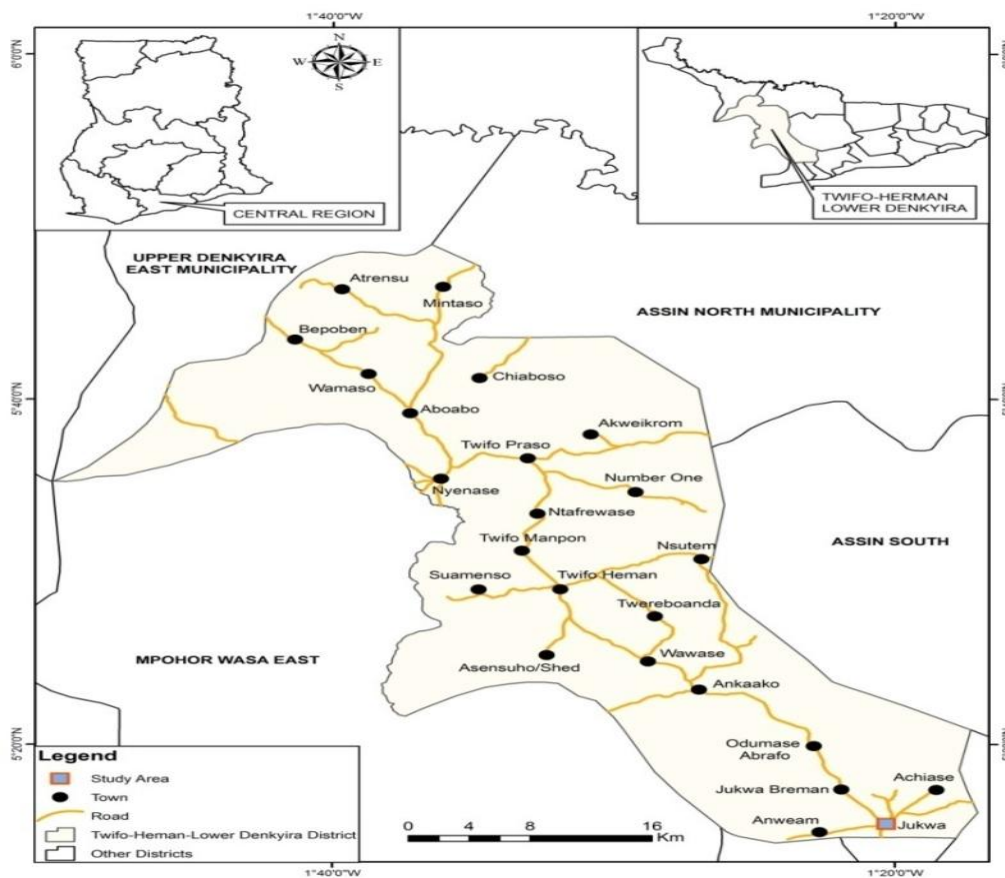 1°40'0"W
1°20'0"W
6°0'0"N
N
W
E
S
CENTRAL REGION
TWIFO-HERMAN
LOWER DENKYIRA
UPPER DENKYIRA
EAST MUNICIPALITY
Atrensu
Mintaso
ASSIN NORTH MUNICIPALITY
Bepoben
Chiaboso
Wamaso
5°40'0"N
Aboabo
Akweikrom
Twifo Praso
Number One
Nyenase
Ntafrewase
Twifo Manpon
Nsutem
ASSIN SOUTH
Suamenso
Twifo Heman
Twereboanda
MPOHOR WASA EAST
Asensuho/Shed
Wawase
Ankaako
5°20'0"N
Odumase
Abrafo
Jukwa Breman
Achiase
Anweam
Jukwa
Legend
Study Area
Town
Road
Twifo-Heman-Lower Denkyira District
Other Districts
0 4 8 16
Km
1°40'0"W
1°20'0"W